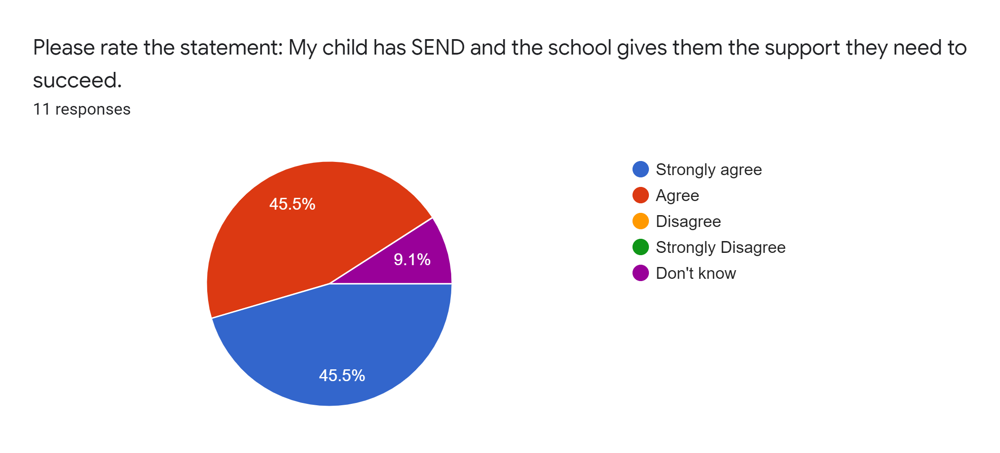 Please rate the statement: My child has SEND and the school gives them the support they need to
succeed.
11 responses
45.5%
9.1%
45.5%
Strongly agree
Agree
Disagree
Strongly Disagree
Don't know